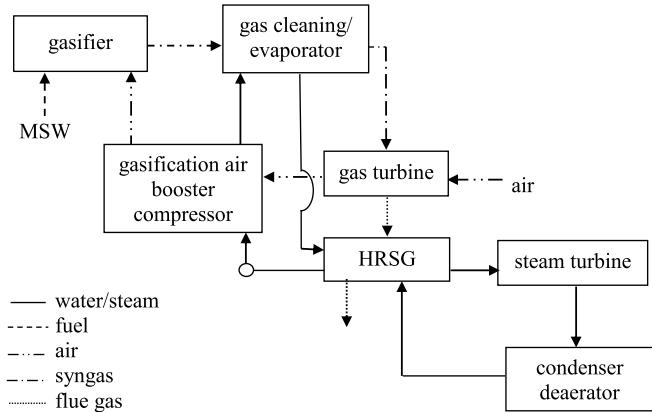 gasifier
gas cleaning/
evaporator
MSW
gasification air
booster
compressor
gas turbine
air
HRSG
steam turbine
condenser
deaerator
water/steam
fuel
air
syngas
flue gas